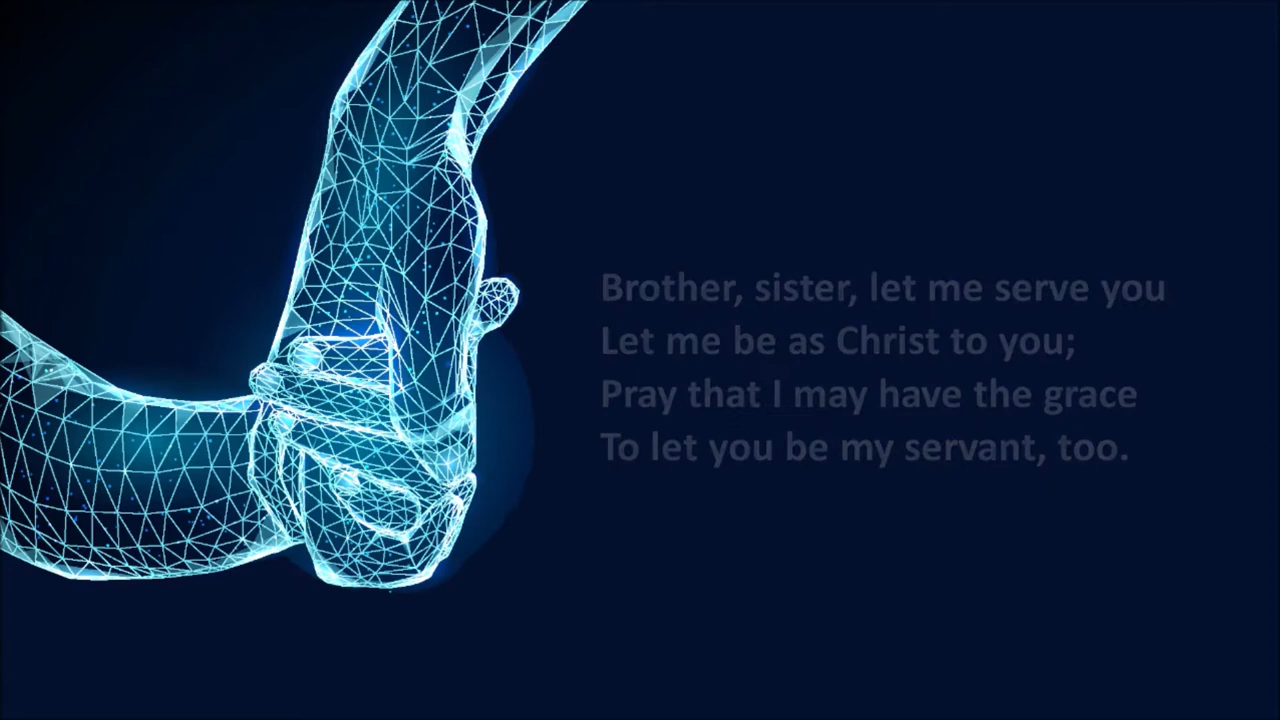 Brother, sister, let me serve you
Let me be as Christ to you;
Pray that I may have the grace
To let you be my servant, too.